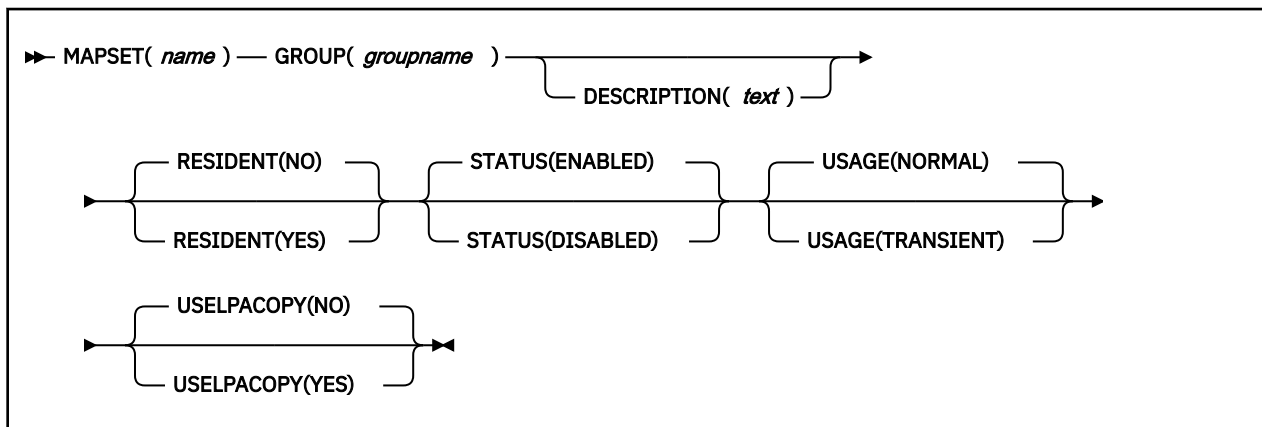 MAPSET( name ) GROUP( groupname )
DESCRIPTION( text )
RESIDENT(NO) STATUS(ENABLED) USAGE(NORMAL)
RESIDENT(YES) STATUS(DISABLED) USAGE(TRANSIENT)
USELPACOPY(NO)
USELPACOPY(YES)